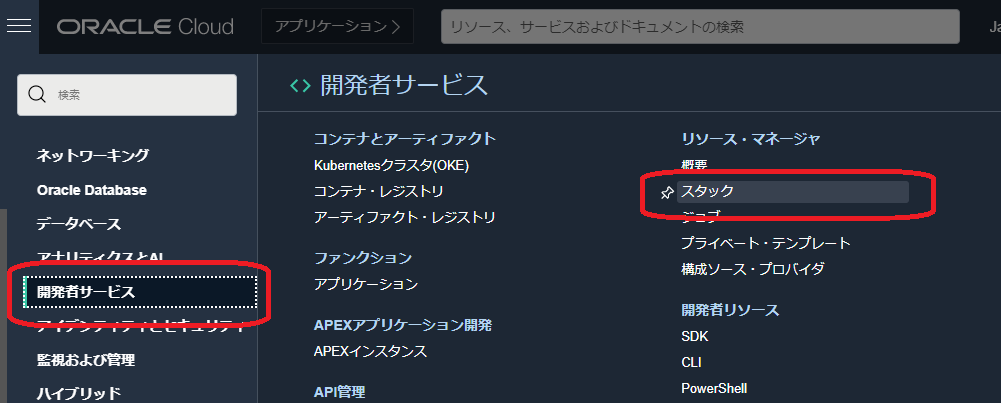 ORACLE Cloud
アプリケーション
リソース、サービスおよびドキュメントの検索
Ja
検索
ネットワーキング
Oracle Database
データベース
アナリティクスとAI
開発者サービス
アイデンティティとセキュリティ
監視および管理
ハイブリッド
開発者サービス
コンテナとアーティファクト
Kubernetesクラスタ(OKE)
コンテナ・レジストリ
アーティファクト・レジストリ
ファンクション
アプリケーション
APEXアプリケーション開発
APEXインスタンス
API管理
リソース・マネージャ
概要
スタック
ジョブ
プライベート・テンプレート
構成ソース・プロバイダ
開発者リソース
SDK
CLI
PowerShell